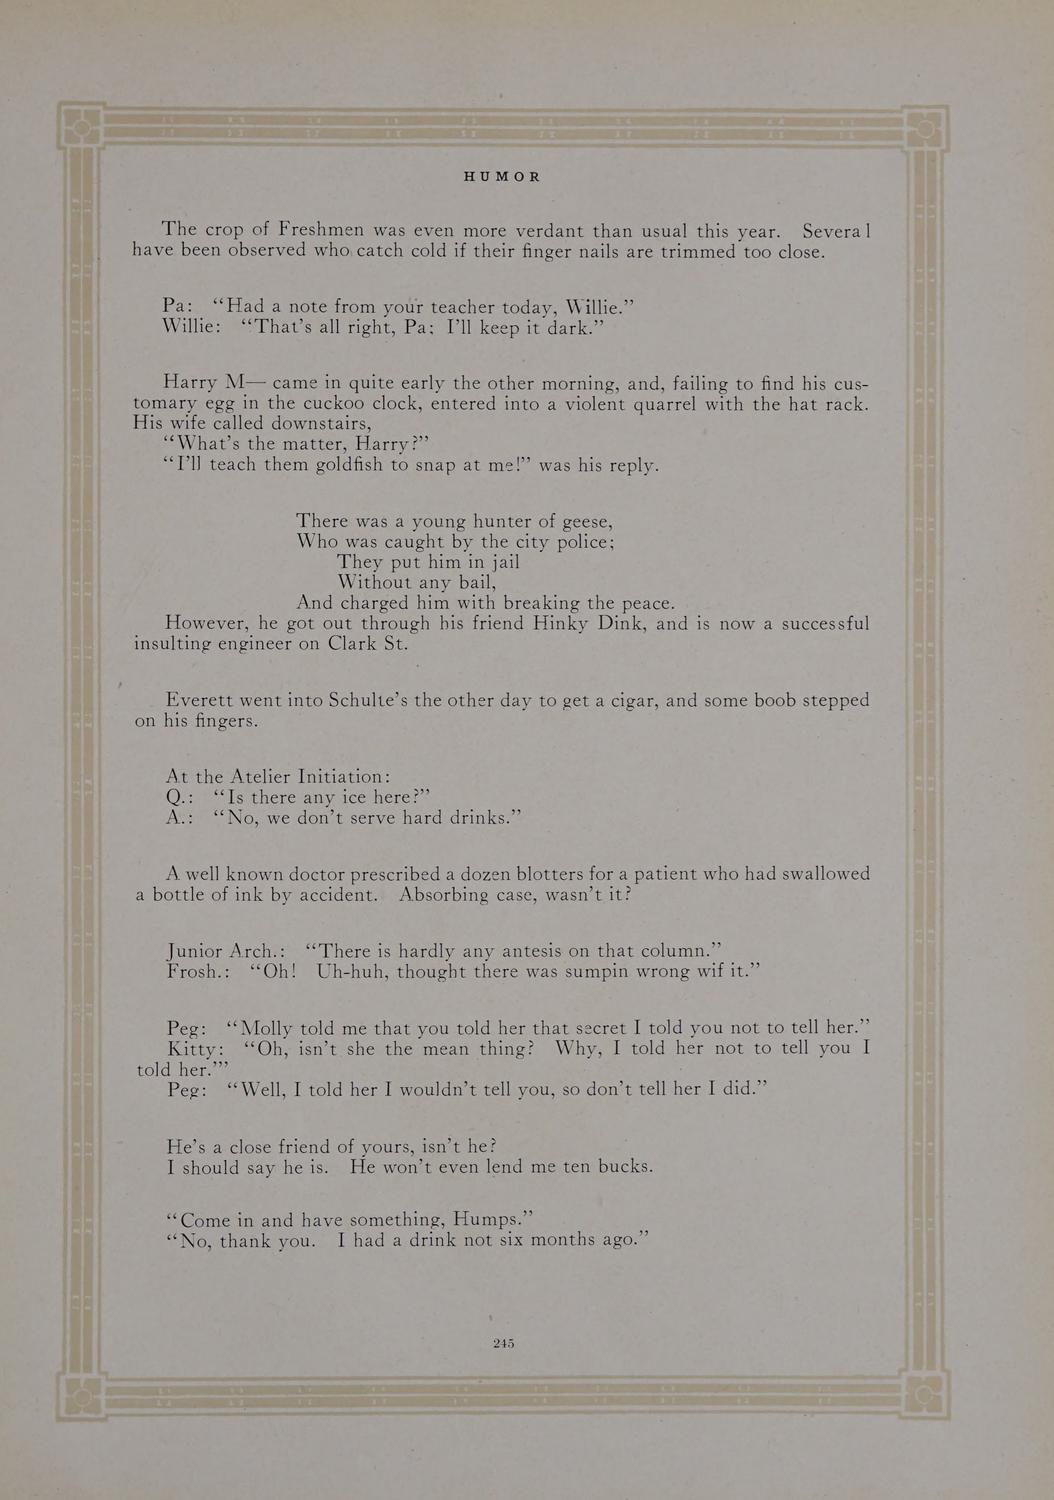 HUMOR
The crop of Freshmen was even more verdant than usual this year. Several
have been observed who catch cold if their finger nails are trimmed too close.
Pa: “Had a note from your teacher today, Willie.”
Willie: “That’s all right, Pa; I’ll keep it dark.”
Harry M— came in quite early the other morning, and, failing to find his cus-
tomary egg in the cuckoo clock, entered into a violent quarrel with the hat rack.
His wife called downstairs,
“What’s the matter, Harry?”
“I’ll teach them goldfish to snap at me!” was his reply.
There was a young hunter of geese,
Who was caught by the city police;
They put him in jail
Without any bail,
And charged him with breaking the peace.
However, he got out through his friend Hinky Dink, and is now a successful
insulting engineer on Clark St.
Everett went into Schulte’s the other day to get a cigar, and some boob stepped
on his fingers.
At the Atelier Initiation:
Q.: “Is there any ice here?”
A.: “No, we don’t serve hard drinks.”
A well known doctor prescribed a dozen blotters for a patient who had swallowed
a bottle of ink by accident. Absorbing case, wasn’t it?
Junior Arch.: “There is hardly any antesis on that column.”
Frosh.: “Oh! Uh-huh, thought there was sumpin wrong wif it.”
Peg: “Molly told me that you told her that secret I told you not to tell her.”
Kitty: “Oh, isn’t she the mean thing? Why, I told her not to tell you I
told her.”’
Peg: “Well, I told her I wouldn’t tell you, so don’t tell her I did.”
He’s a close friend of yours, isn’t he?
I should say he is. He won’t even lend me ten bucks.
“Come in and have something, Humps.”
“No, thank you. I had a drink not six months ago.”
245